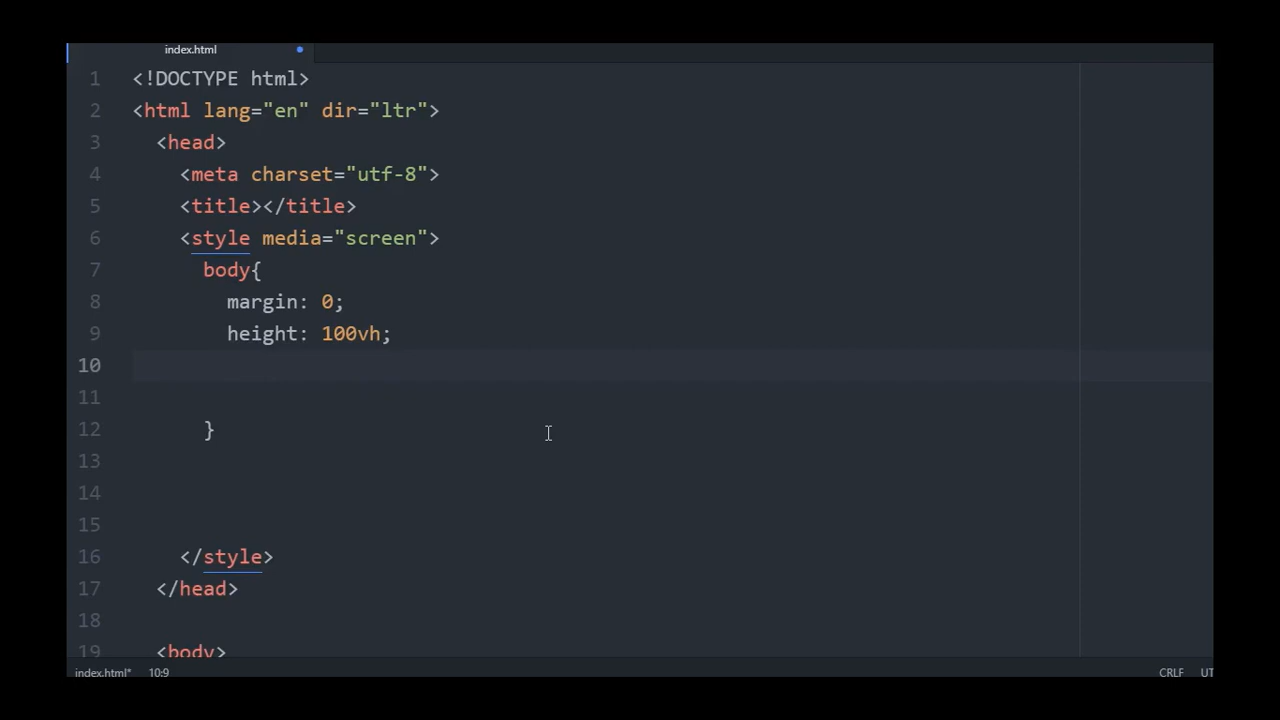 index.html
1 <!DOCTYPE html>
2 <html lang="en" dir="ltr">
3 <head>
4 <meta charset="utf-8">
5 <title></title>
6 <style media="screen">
7 body{
8 margin: 0;
9 height: 100vh;
10
11
12 }
13
14
15
16 </style>
17 </head>
18
19 <body>
index.html* 10:9 CRLF UT